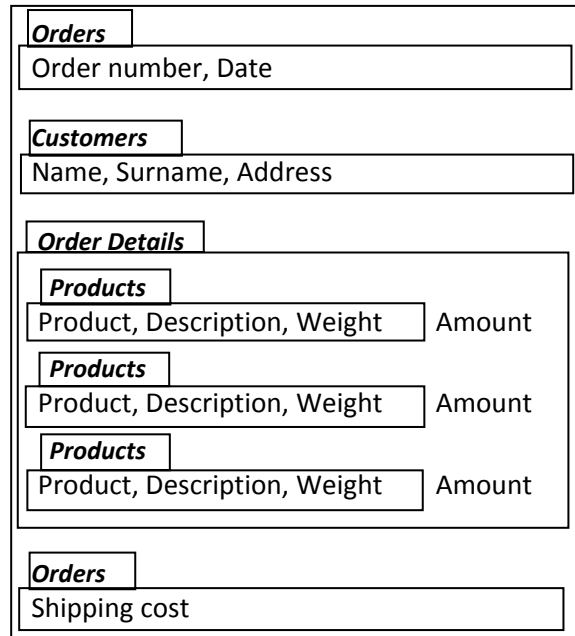 Orders
Order number, Date
Customers
Name, Surname, Address
Order Details
Products
Product, Description, Weight Amount
Products
Product, Description, Weight Amount
Products
Product, Description, Weight Amount
Orders
Shipping cost